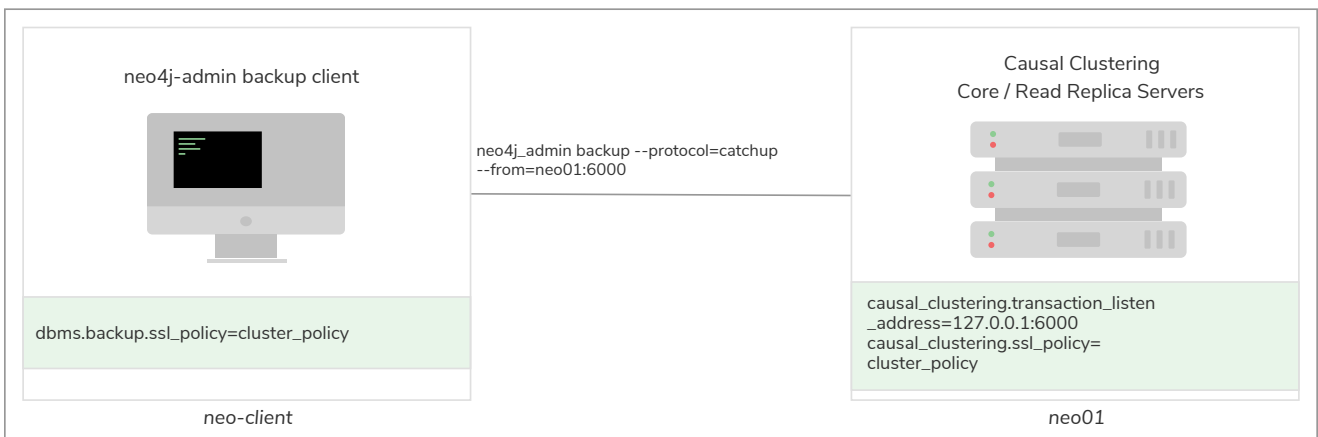 neo4j-admin backup client
Causal Clustering
Core / Read Replica Servers
neo4j_admin backup --protocol=catchup
--from=neo01:6000
dbms.backup.ssl_policy=cluster_policy
causal_clustering.transaction_listen
_address=127.0.0.1:6000
causal_clustering.ssl_policy=
cluster_policy
neo-client
neo01